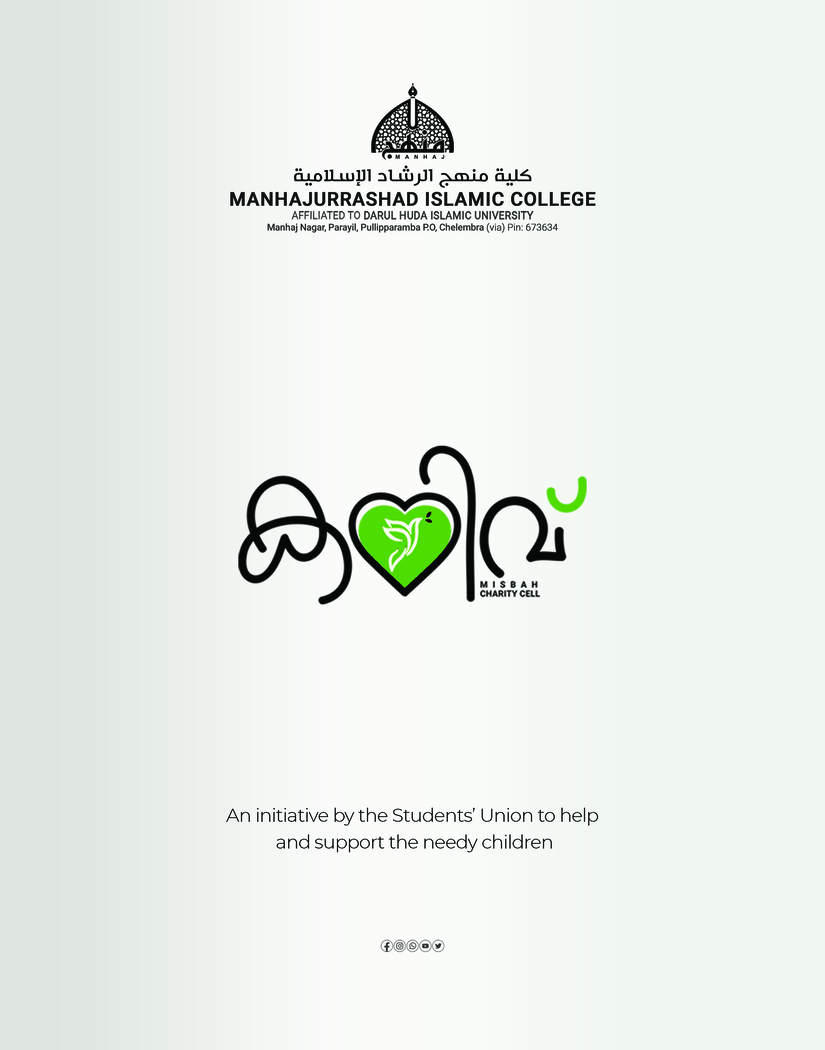 منهج
MANHAJ
كلية منهج الرشاد الإسلامية
MANHAJURRASHAD ISLAMIC COLLEGE
AFFILIATED TO DARUL HUDA ISLAMIC UNIVERSITY
Manhaj Nagar, Parayil, Pullipparamba P.O, Chelembra (via) Pin: 673634
കനിവ്
MISBAH
CHARITY CELL
An initiative by the Students’ Union to help
and support the needy children